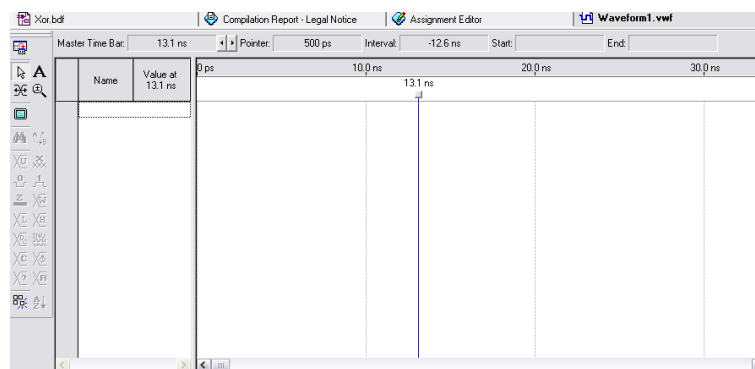 Xor.bdf Compilation Report - Legal Notice Assignment Editor Waveform1.vwf
Master Time Bar: 13.1 ns Pointer: 500 ps Interval: -12.6 ns Start: End:
A Name Value at 13.1 ns
0 ps 10.0 ns 20.0 ns 30.0 ns
13.1 ns